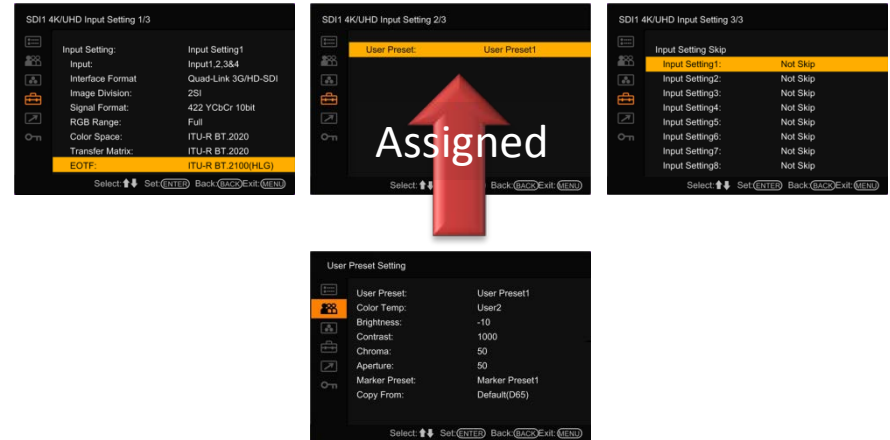 SDI1 4K/UHD Input Setting 1/3
Input Setting: Input Setting1
Input: Input1,2,3&4
Interface Format Quad-Link 3G/HD-SDI
Image Division: 2SI
Signal Format: 422 YCbCr 10bit
RGB Range: Full
Color Space: ITU-R BT.2020
Transfer Matrix: ITU-R BT.2020
EOTF: ITU-R BT.2100(HLG)
Select: Set:ENTER Back:BACK Exit:MENU
SDI1 4K/UHD Input Setting 2/3
User Preset: User Preset1
Assigned
Select: Back:BACK Exit:MENU
SDI1 4K/UHD Input Setting 3/3
Input Setting Skip
Input Setting1: Not Skip
Input Setting2: Not Skip
Input Setting3: Not Skip
Input Setting4: Not Skip
Input Setting5: Not Skip
Input Setting6: Not Skip
Input Setting7: Not Skip
Input Setting8: Not Skip
Select: Set:ENTER Back:BACK Exit:MENU
User Preset Setting
User Preset: User Preset1
Color Temp: User2
Brightness: -10
Contrast: 1000
Chroma: 50
Aperture: 50
Marker Preset: Marker Preset1
Copy From: Default(D65)
Select: Set:ENTER Back:BACK Exit:MENU